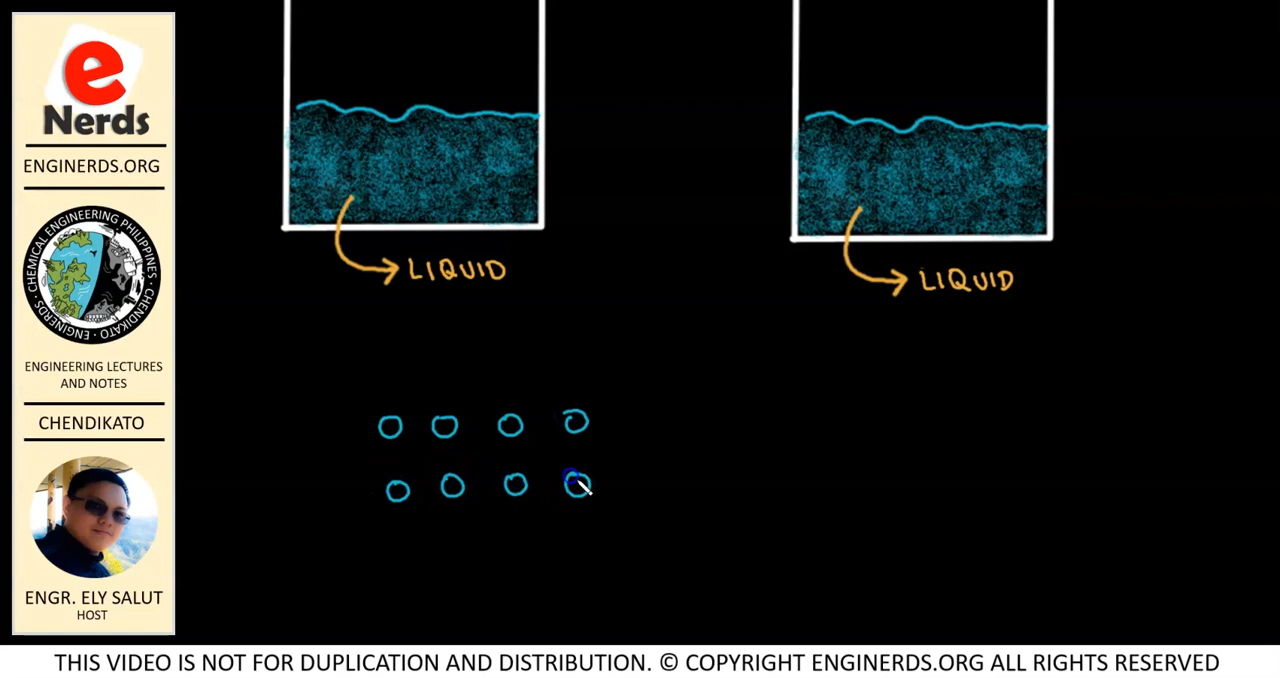 e
Nerds
ENGINERDS.ORG
CHEMICAL ENGINEERING PHILIPPINES · CHENDIKATO · ENGINERDS ·
ENGINEERING LECTURES
AND NOTES
CHENDIKATO
ENGR. ELY SALUT
HOST
LIQUID
LIQUID
THIS VIDEO IS NOT FOR DUPLICATION AND DISTRIBUTION. © COPYRIGHT ENGINERDS.ORG ALL RIGHTS RESERVED